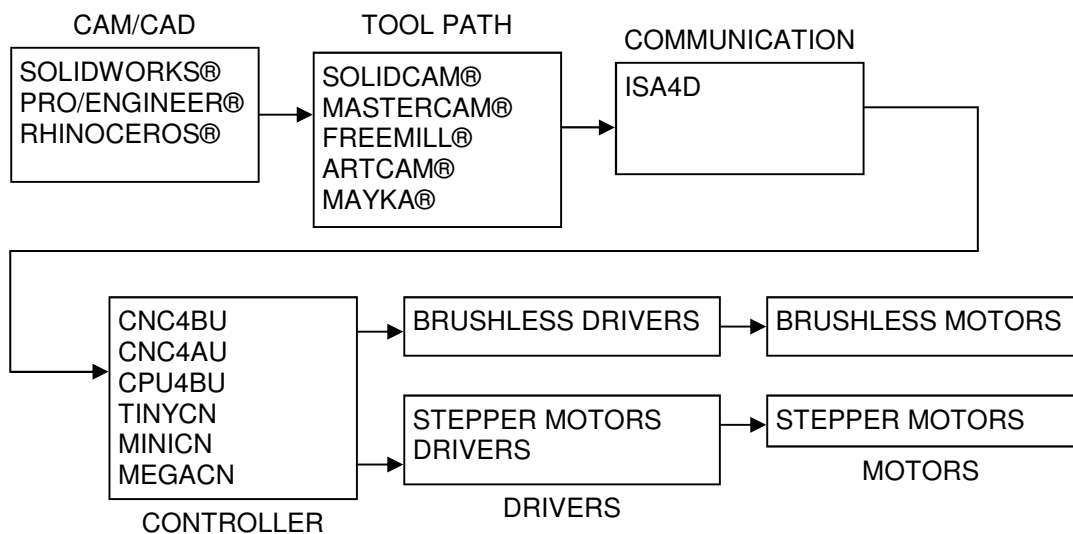 CAM/CAD
SOLIDWORKS®
PRO/ENGINEER®
RHINOCEROS®
TOOL PATH
SOLIDCAM®
MASTERCAM®
FREEMILL®
ARTCAM®
MAYKA®
COMMUNICATION
ISA4D
CNC4BU
CNC4AU
CPU4BU
TINYCN
MINICN
MEGACN
CONTROLLER
BRUSHLESS DRIVERS
STEPPER MOTORS
DRIVERS
DRIVERS
BRUSHLESS MOTORS
STEPPER MOTORS
MOTORS